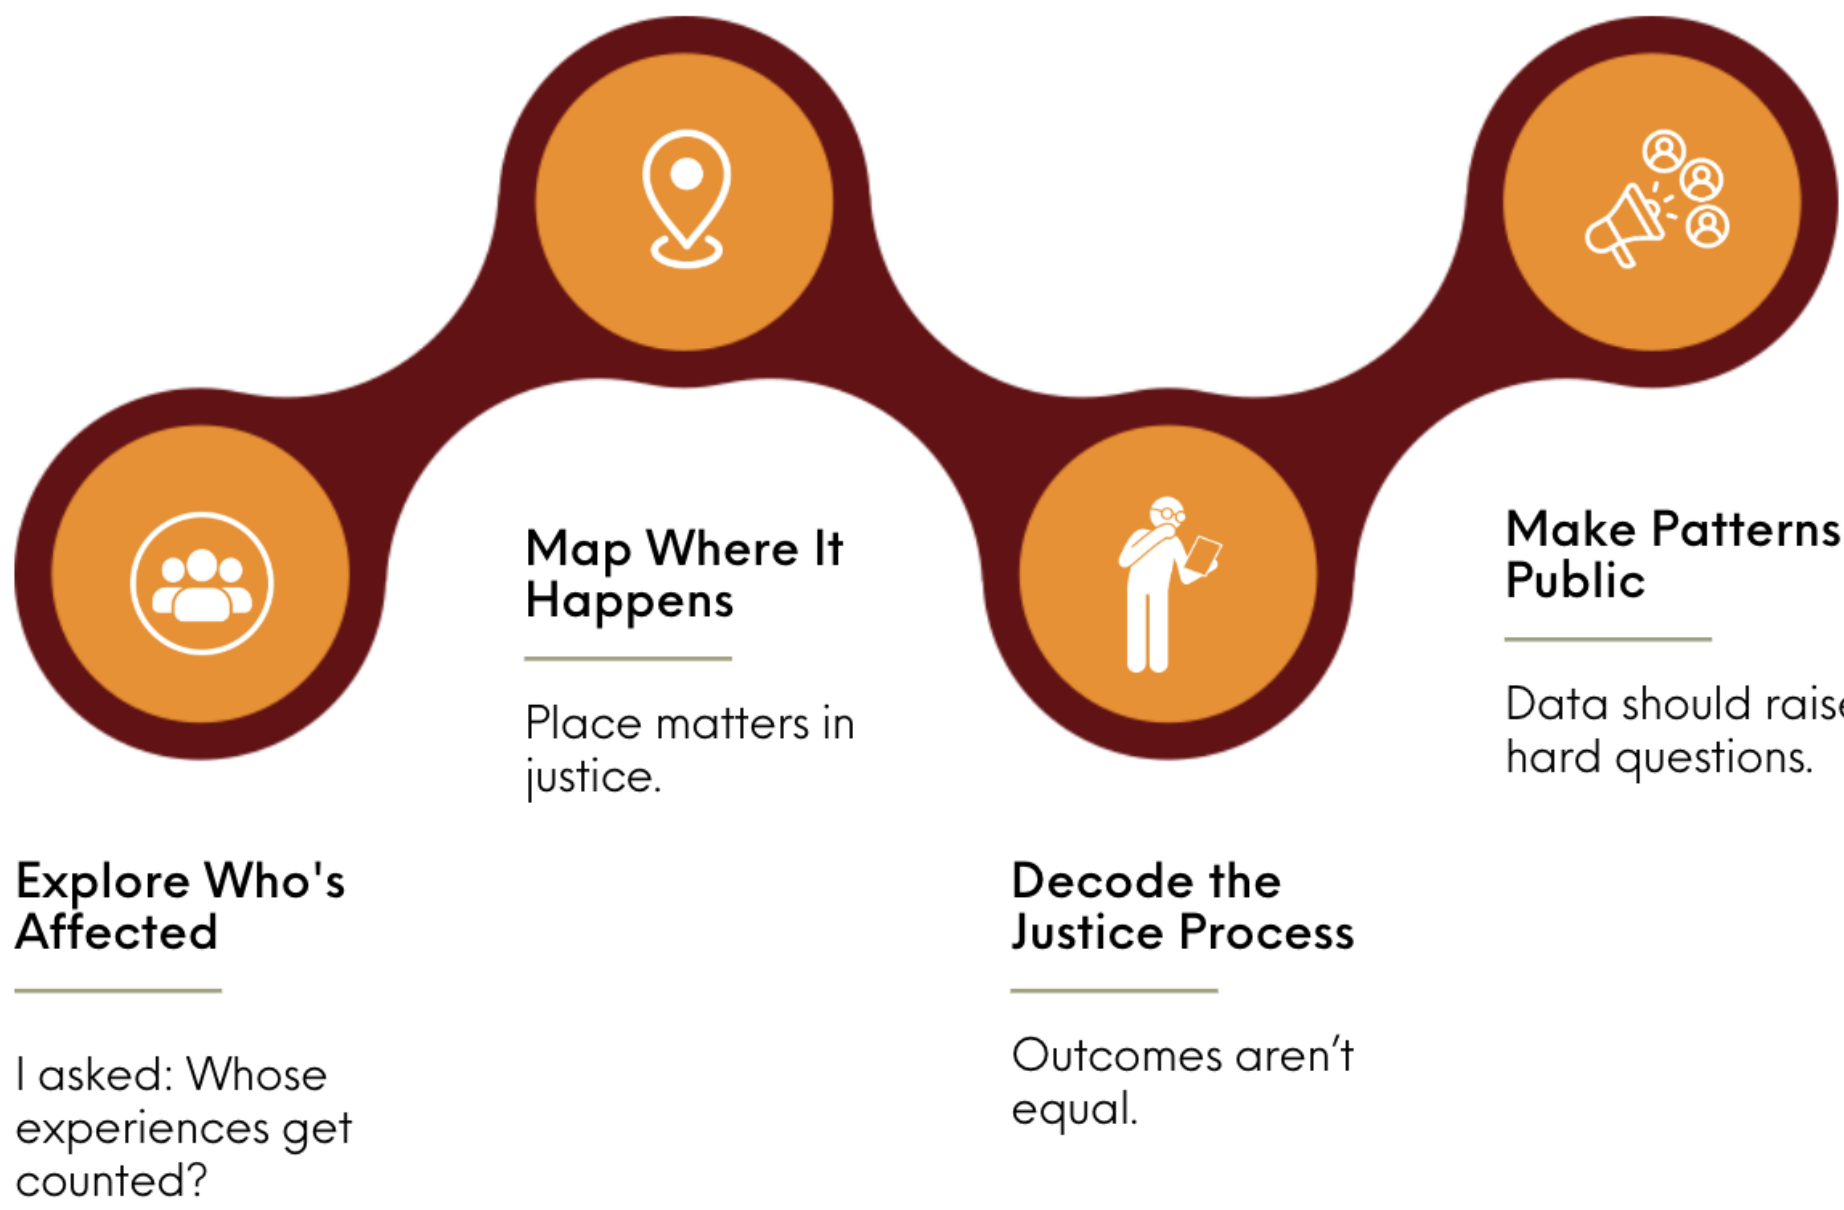 Explore Who's
Affected
I asked: Whose
experiences get
counted?
Map Where It
Happens
Place matters in
justice.
Decode the
Justice Process
Outcomes aren’t
equal.
Make Patterns
Public
Data should raise
hard questions.